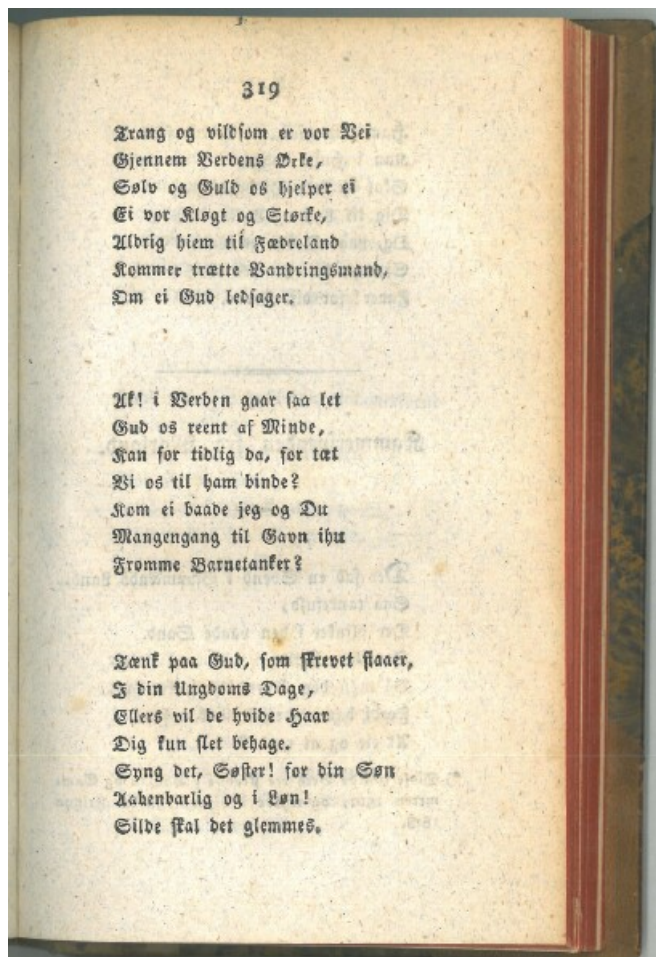 319
Trang og vildsom er vor Vei
Gjennem Verdens Ørke,
Sølv og Guld os hjelper ei
Ei vor Kløgt og Størke,
Aldrig hiem til Fædreland
Kommer trætte Vandringsmand,
Om ei Gud ledsager.
Ak! i Verden gaar saa let
Gud os reent af Minde,
Kan for tidlig da, for tæt
Vi os til ham binde?
Kom ei baade jeg og Du
Mangengang til Gavn ihu
Fromme Barnetanker?
Tænk paa Gud, som skrevet staaer,
I din Ungdoms Dage,
Ellers vil de hvide Haar
Dig kun slet behage.
Syng det, Søster! for din Søn
Aabenbarlig og i Løn!
Silde skal det glemmes.